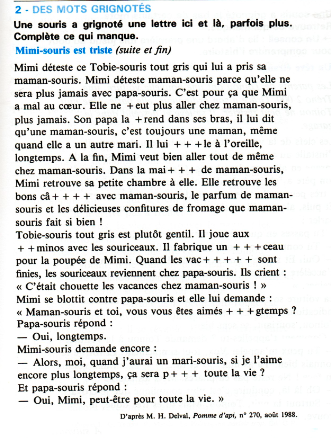 2 - DES MOTS GRIGNOTÉS
Une souris a grignoté une lettre ici et là, parfois plus.
Complète ce qui manque.
Mimi-souris est triste (suite et fin)
Mimi déteste ce Tobie-souris tout gris qui lui a pris sa
maman-souris. Mimi déteste maman-souris parce qu'elle ne
sera plus jamais avec papa-souris. C'est pour ça que Mimi
a mal au cœur. Elle ne + eut plus aller chez maman-souris,
plus jamais. Son papa la + rend dans ses bras, il lui dit
qu'une maman-souris, c'est toujours une maman, même
quand elle a un autre mari. Il lui + + + le à l'oreille,
longtemps. A la fin, Mimi veut bien aller tout de même
chez maman-souris. Dans la mai + + + de maman-souris,
Mimi retrouve sa petite chambre à elle. Elle retrouve les
bons câ + + + + avec maman-souris, le parfum de maman-
souris et les délicieuses confitures de fromage que maman-
souris fait si bien !
Tobie-souris tout gris est plutôt gentil. Il joue aux
+ + minos avec les souriceaux. Il fabrique un + + + ceau
pour la poupée de Mimi. Quand les vac + + + + + sont
finies, les souriceaux reviennent chez papa-souris. Ils crient :
« C'était chouette les vacances chez maman-souris ! »
Mimi se blottit contre papa-souris et elle lui demande :
« Maman-souris et toi, vous vous êtes aimés + + + gtemps ?
Papa-souris répond :
— Oui, longtemps.
Mimi-souris demande encore :
— Alors, moi, quand j'aurai un mari-souris, si je l'aime
encore plus longtemps, ça sera p + + + toute la vie ?
Et papa-souris répond :
— Oui, Mimi, peut-être pour toute la vie. »
D'après M. H. Delval, Pomme d'api, n° 270, août 1988.